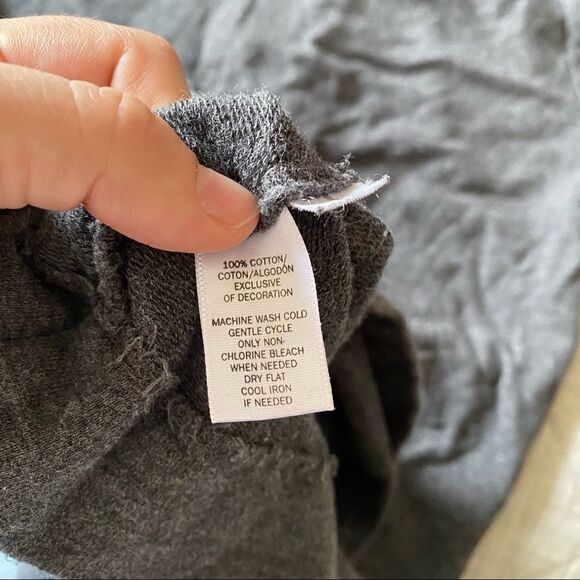 100% COTTON/
COTON/ALGODÓN
EXCLUSIVE
OF DECORATION
MACHINE WASH COLD
GENTLE CYCLE
ONLY NON-
CHLORINE BLEACH
WHEN NEEDED
DRY FLAT
COOL IRON
IF NEEDED